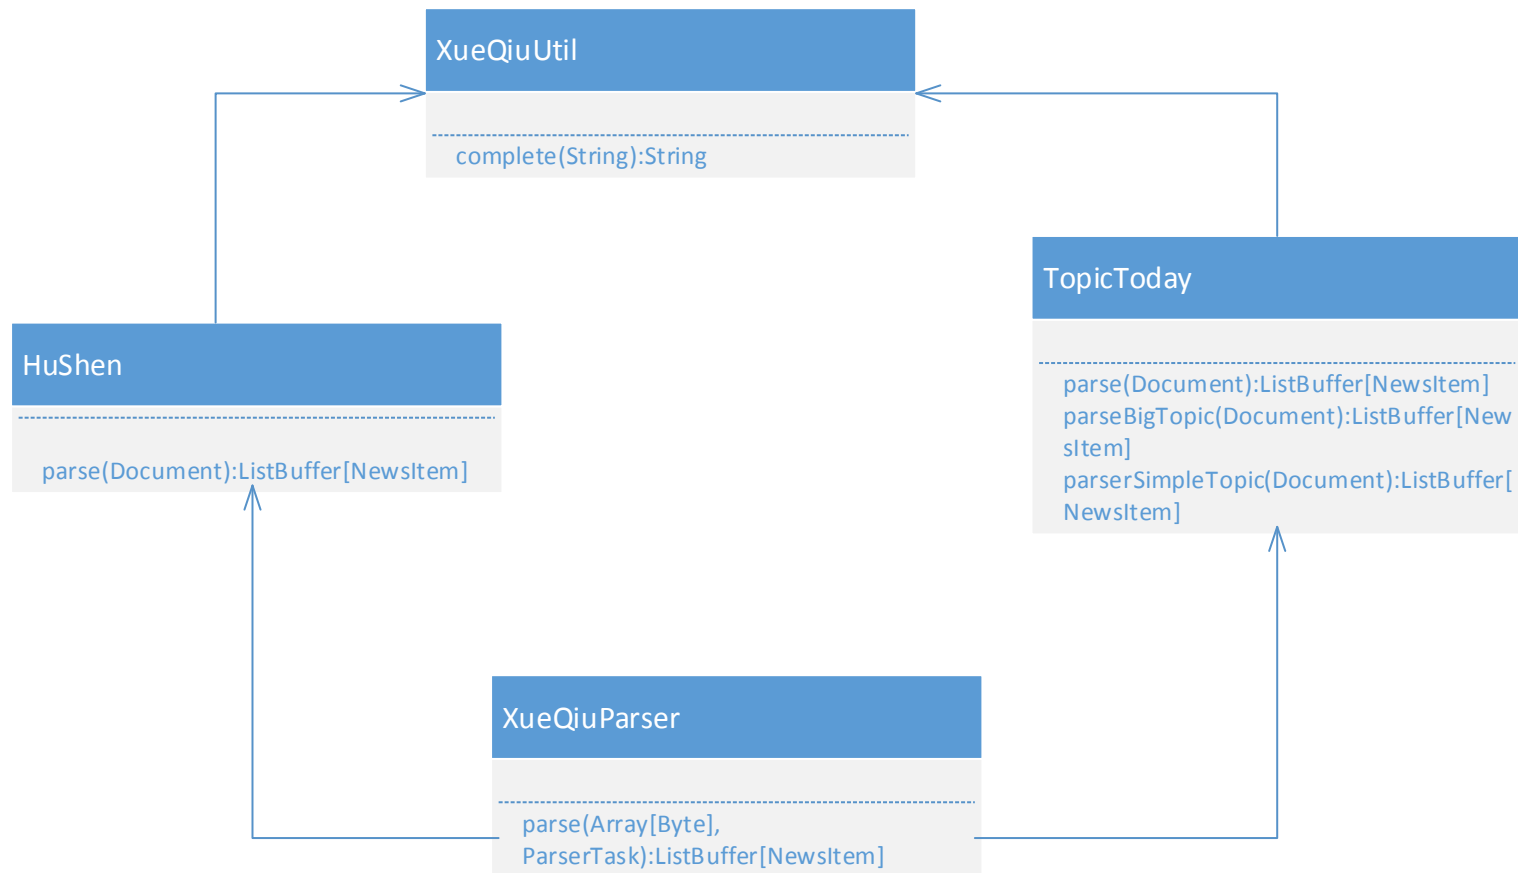 XueQiuUtil
complete(String):String
TopicToday
parse(Document):ListBuffer[NewsItem]
parseBigTopic(Document):ListBuffer[New
sItem]
parserSimpleTopic(Document):ListBuffer[
NewsItem]
HuShen
parse(Document):ListBuffer[NewsItem]
XueQiuParser
parse(Array[Byte],
ParserTask):ListBuffer[NewsItem]